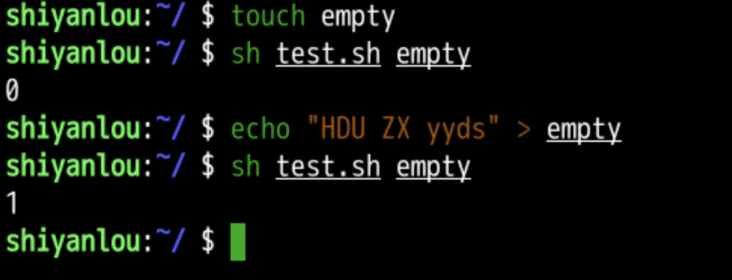 shiyanlou:~/ $ touch empty
shiyanlou:~/ $ sh test.sh empty
0
shiyanlou:~/ $ echo "HDU ZX yyds" > empty
shiyanlou:~/ $ sh test.sh empty
1
shiyanlou:~/ $